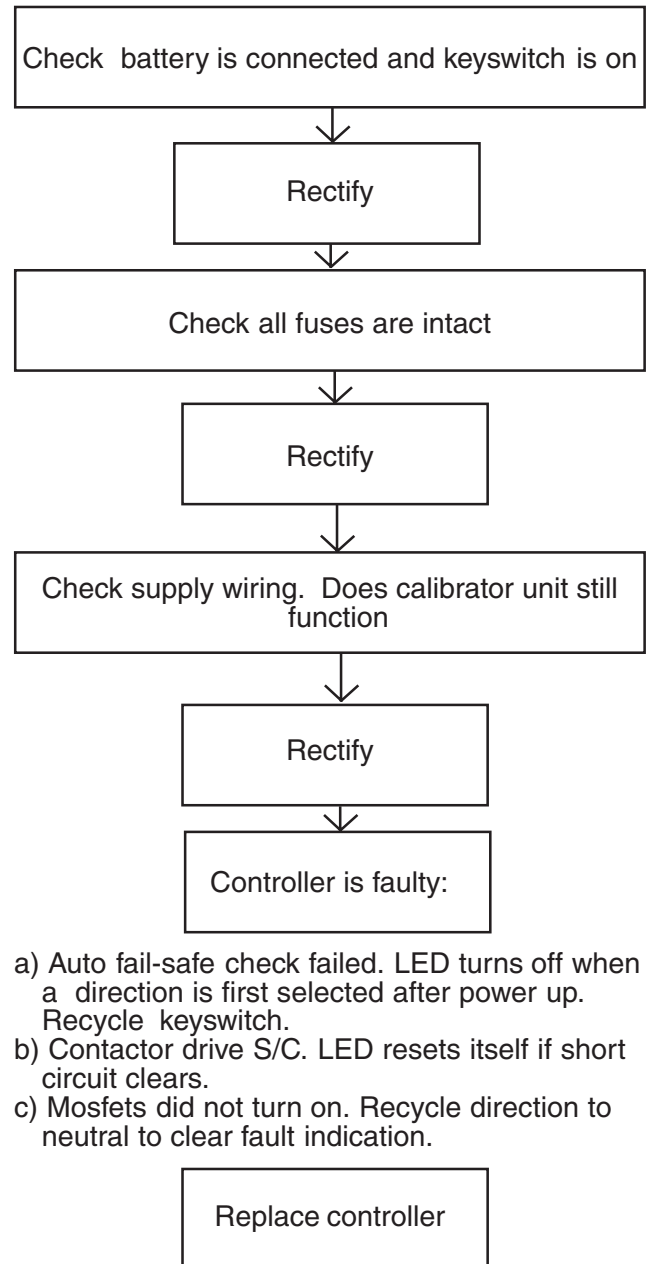 Check battery is connected and keyswitch is on
Rectify
Check all fuses are intact
Rectify
Check supply wiring. Does calibrator unit still
function
Rectify
Controller is faulty:
a) Auto fail-safe check failed. LED turns off when
a direction is first selected after power up.
Recycle keyswitch.
b) Contactor drive S/C. LED resets itself if short
circuit clears.
c) Mosfets did not turn on. Recycle direction to
neutral to clear fault indication.
Replace controller